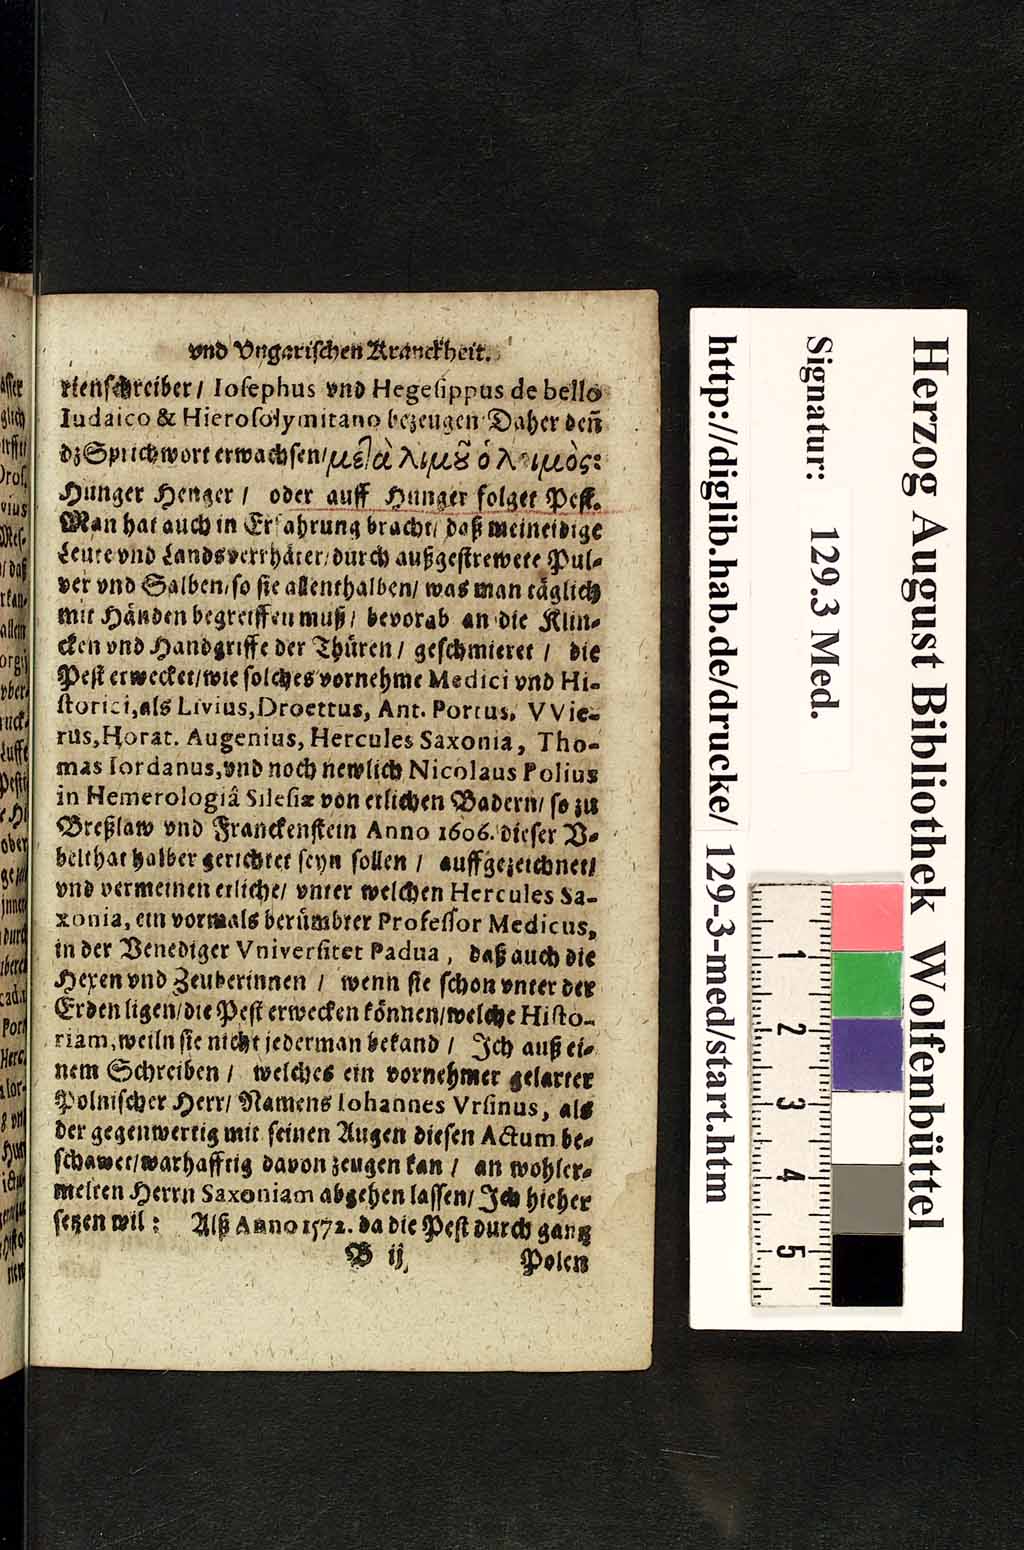 vnd Vngarischen Kranckheit.
rienschreiber/ Iosephus vnd Hegesippus de bello
Iudaico & Hierosolymitano bezeugen Daher deñ
dz Sprichwort erwachsen/ μετὰ λιμȣ͂ ὁ λοιμὸς:
Hunger Henger/ oder auff Hunger folget Pest.
Man hat auch in Erfahrung bracht/ daß meineidige
Leute vnd Landsverrhäter/ durch außgestrewete Pul-
ver vnd Salben/ so sie allenthalben/ was man täglich
mit Händen begreiffen muß/ bevorab an die Klin-
cken vnd Handgriffe der Thüren/ geschmieret/ die
Pest erwecket/ wie solches vornehme Medici vnd Hi-
storici, als Livius, Droettus, Ant. Portus, VVie-
rus, Horat. Augenius, Hercules Saxonia, Tho-
mas Iordanus, vnd noch newlich Nicolaus Polius
in Hemerologiâ Silesiæ von etlichen Badern/ so zu
Breßlaw vnd Franckenstein Anno 1606. dieser V-
belthat halber gerichtet seyn sollen/ auffgezeichnet/
vnd vermeinen etliche/ vnter welchen Hercules Sa-
xonia, ein vormals berümbter Professor Medicus,
in der Venediger Vniversitet Padua, daß auch die
Hexen vnd Zeuberinnen/ wenn sie schon vnter der
Erden ligen/ die Pest erwecken können/ welche Histo-
riam, weiln sie nicht jederman bekand/ Ich auß ei-
nem Schreiben/ welches ein vornehmer gelarter
Polnischer Herr/ Namens Iohannes Vrsinus, als
der gegenwertig mit seinen Augen diesen Actum be-
schawet/ warhafftig davon zeugen kan/ an wohler-
melten Herrn Saxoniam abgehen lassen/ Ich hieher
setzen wil: Alß Anno 1572. da die Pest durch gantz
B ij
Polen
Herzog August Bibliothek Wolfenbüttel
Signatur: 129.3 Med.
http://diglib.hab.de/drucke/ 129-3-med/start.htm
1
2
3
4
5